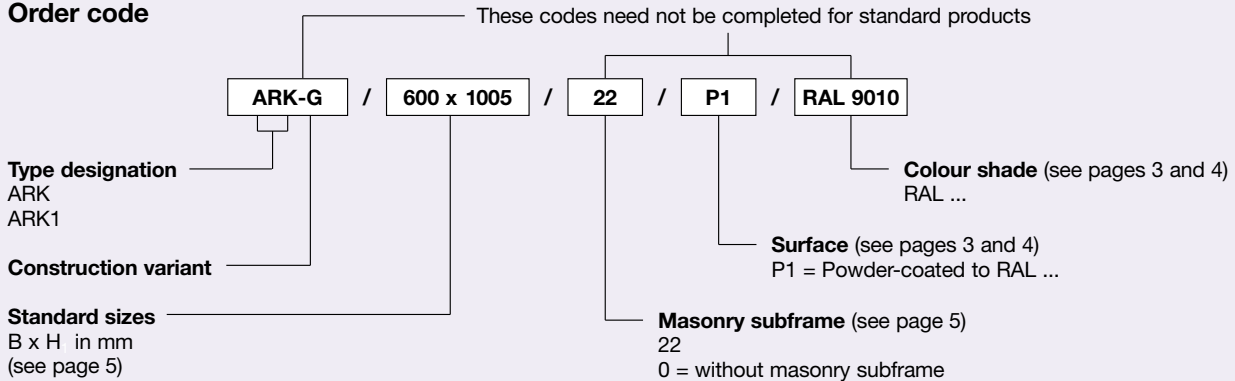 Order code
These codes need not be completed for standard products
ARK-G / 600 x 1005 / 22 / P1 / RAL 9010
Type designation
ARK
ARK1
Construction variant
Standard sizes
B x H in mm
(see page 5)
Colour shade (see pages 3 and 4)
RAL ...
Surface (see pages 3 and 4)
P1 = Powder-coated to RAL ...
Masonry subframe (see page 5)
22
0 = without masonry subframe